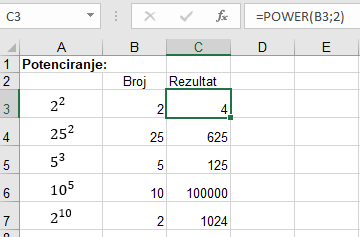 C3 fx =POWER(B3;2)
A B C D E
1 Potenciranje:
2 Broj Rezultat
3 2² 2 4
4 25² 25 625
5 5³ 5 125
6 10⁵ 10 100000
7 2¹⁰ 2 1024